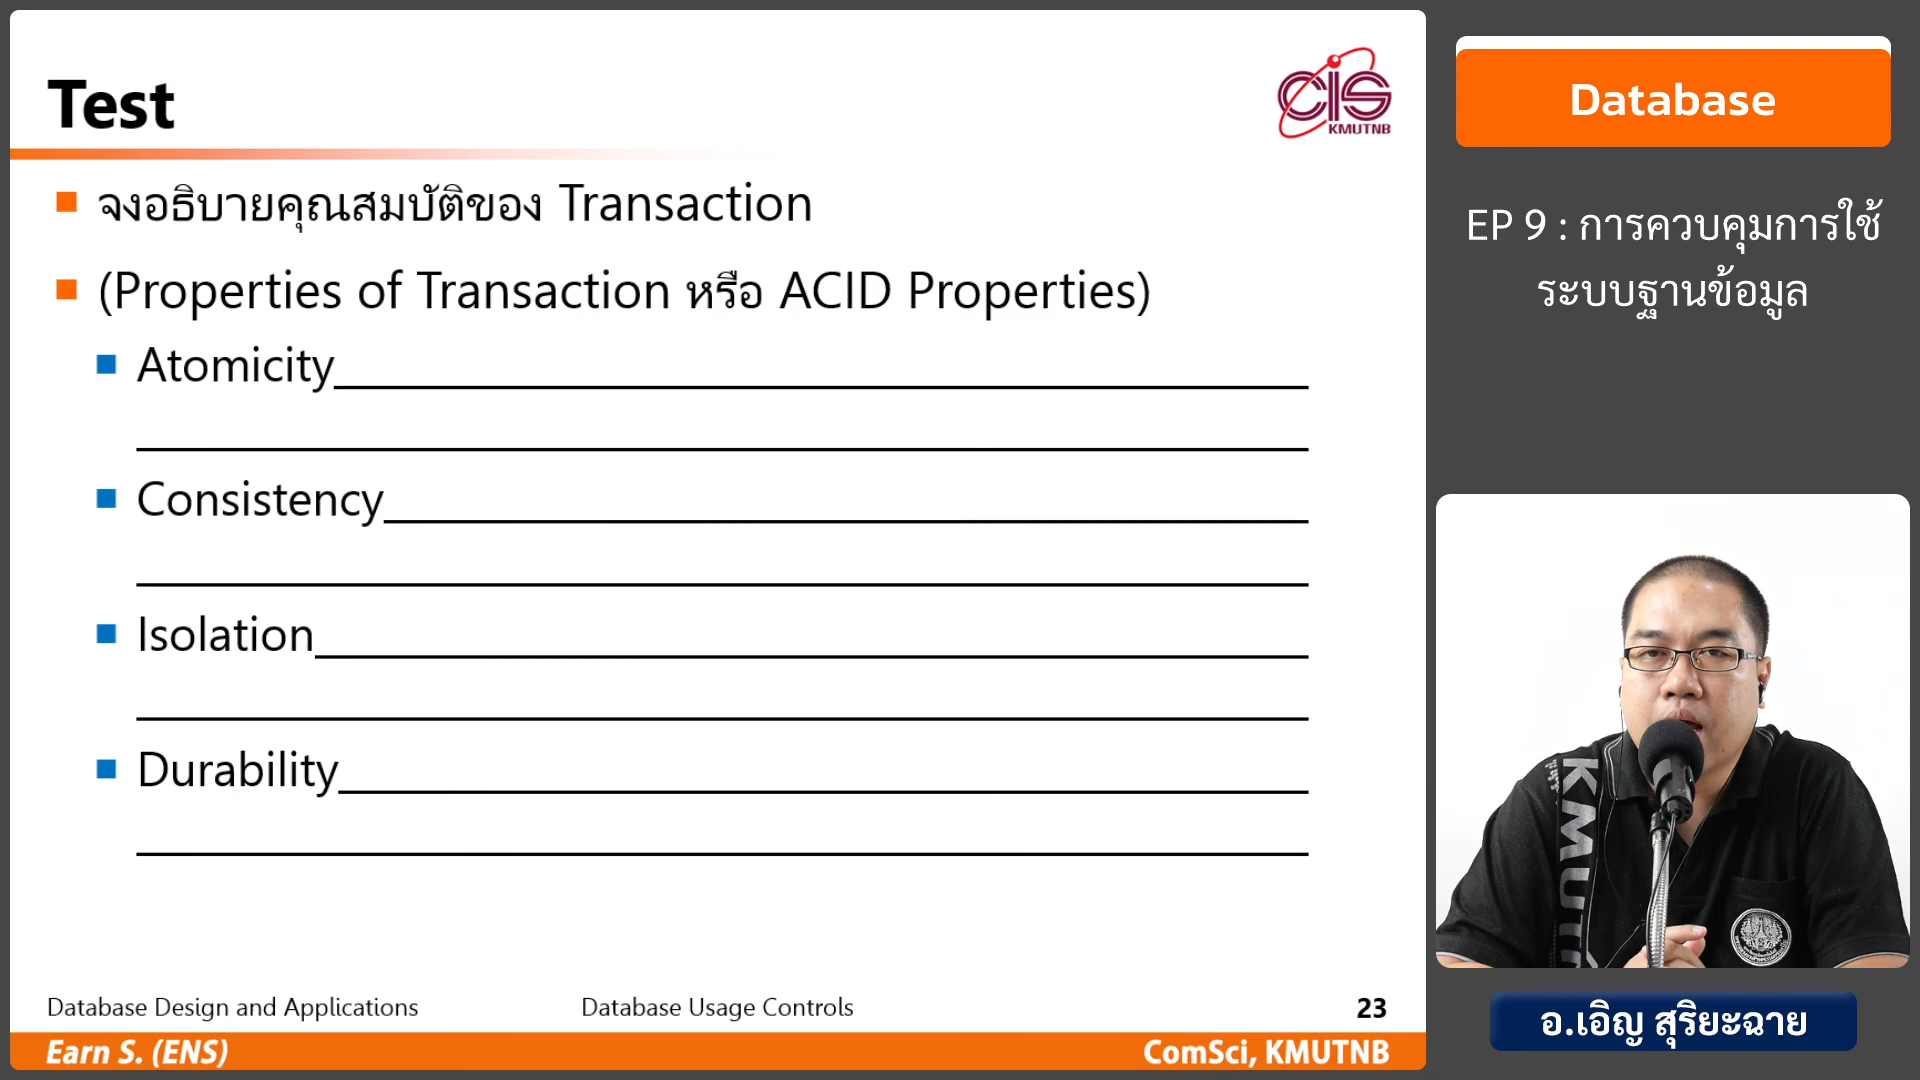 Test
CIS
KMUTNB
จงอธิบายคุณสมบัติของ Transaction
(Properties of Transaction หรือ ACID Properties)
Atomicity
Consistency
Isolation
Durability
Database Design and Applications
Database Usage Controls
23
Earn S. (ENS)
ComSci, KMUTNB
Database
EP 9 : การควบคุมการใช้
ระบบฐานข้อมูล
KMUTNB
อ.เอิญ สุริยะฉาย